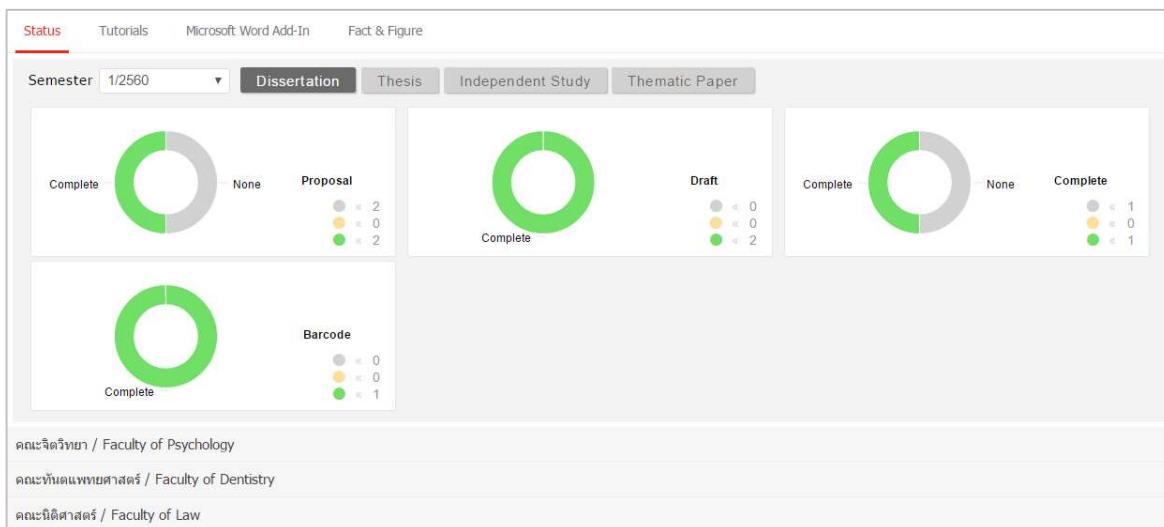 Status Tutorials Microsoft Word Add-In Fact & Figure
Semester 1/2560 Dissertation Thesis Independent Study Thematic Paper
Complete None
Proposal
« 2
« 0
« 2
Complete
Draft
« 0
« 0
« 2
Complete None
Complete
« 1
« 0
« 1
Complete
Barcode
« 0
« 0
« 1
คณะจิตวิทยา / Faculty of Psychology
คณะทันตแพทยศาสตร์ / Faculty of Dentistry
คณะนิติศาสตร์ / Faculty of Law